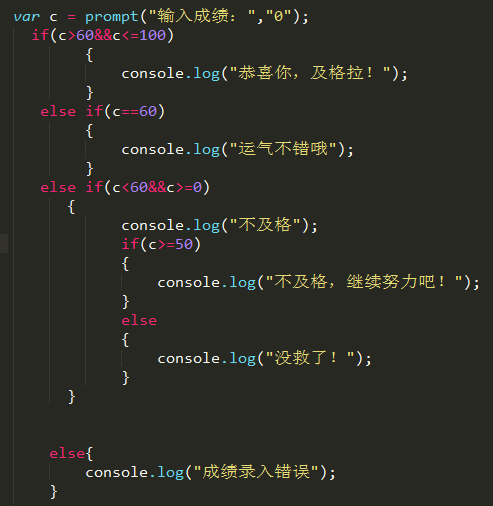 var c = prompt("输入成绩：","0");
if(c>60&&c<=100)
{
console.log("恭喜你，及格拉！");
}
else if(c==60)
{
console.log("运气不错哦");
}
else if(c<60&&c>=0)
{
console.log("不及格");
if(c>=50)
{
console.log("不及格，继续努力吧！");
}
else
{
console.log("没救了！");
}
}
else{
console.log("成绩录入错误");
}